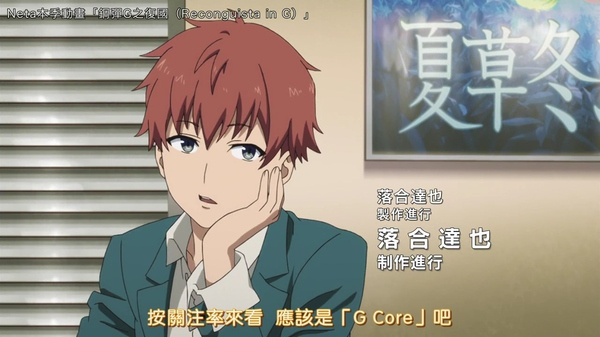 Neta本季動畫「鋼彈G之復國（Reconguista in G）」
夏草冬
落合達也
製作進行
落合達也
制作進行
按關注率來看 應該是「G Core」吧